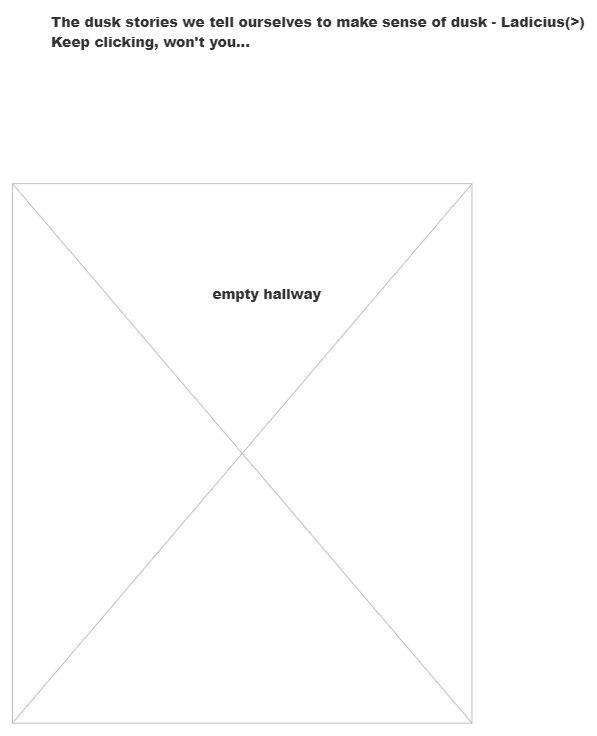 The dusk stories we tell ourselves to make sense of dusk - Ladicius(>)
Keep clicking, won't you...
empty hallway